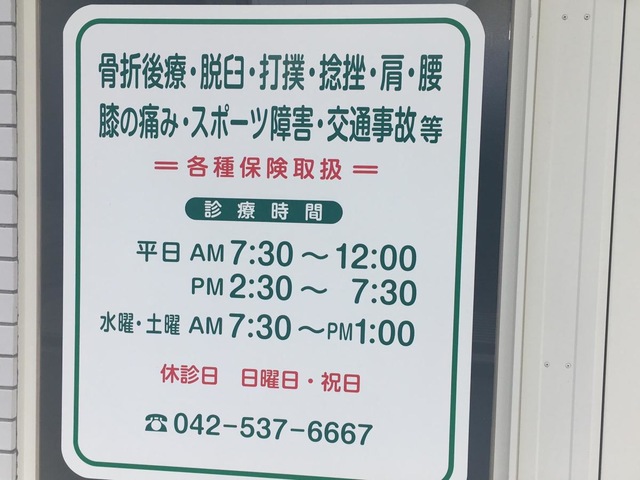 骨折後療・脱臼・打撲・捻挫・肩・腰
膝の痛み・スポーツ障害・交通事故等
＝各種保険取扱＝
診療時間
平日 AM 7:30～12:00
PM 2:30～ 7:30
水曜・土曜 AM 7:30～PM1:00
休診日 日曜日・祝日
☎042-537-6667